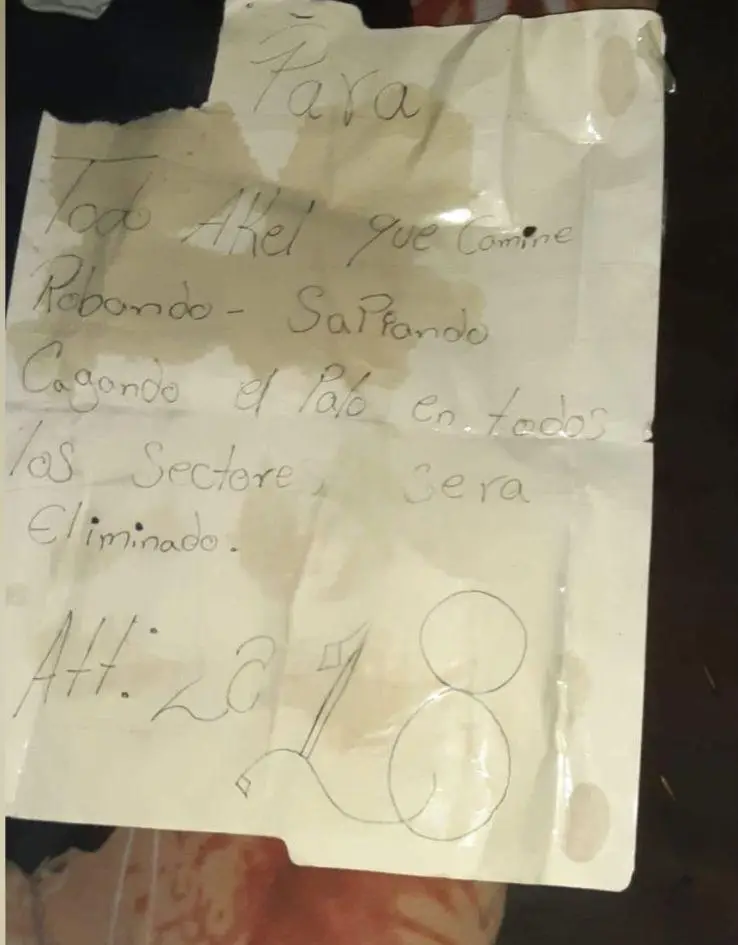 Para
Todo AKel que Camine
Robando - SaPiando
Cagando el Palo en todos
los Sectore, Sera
Eliminado.
Att: La 18